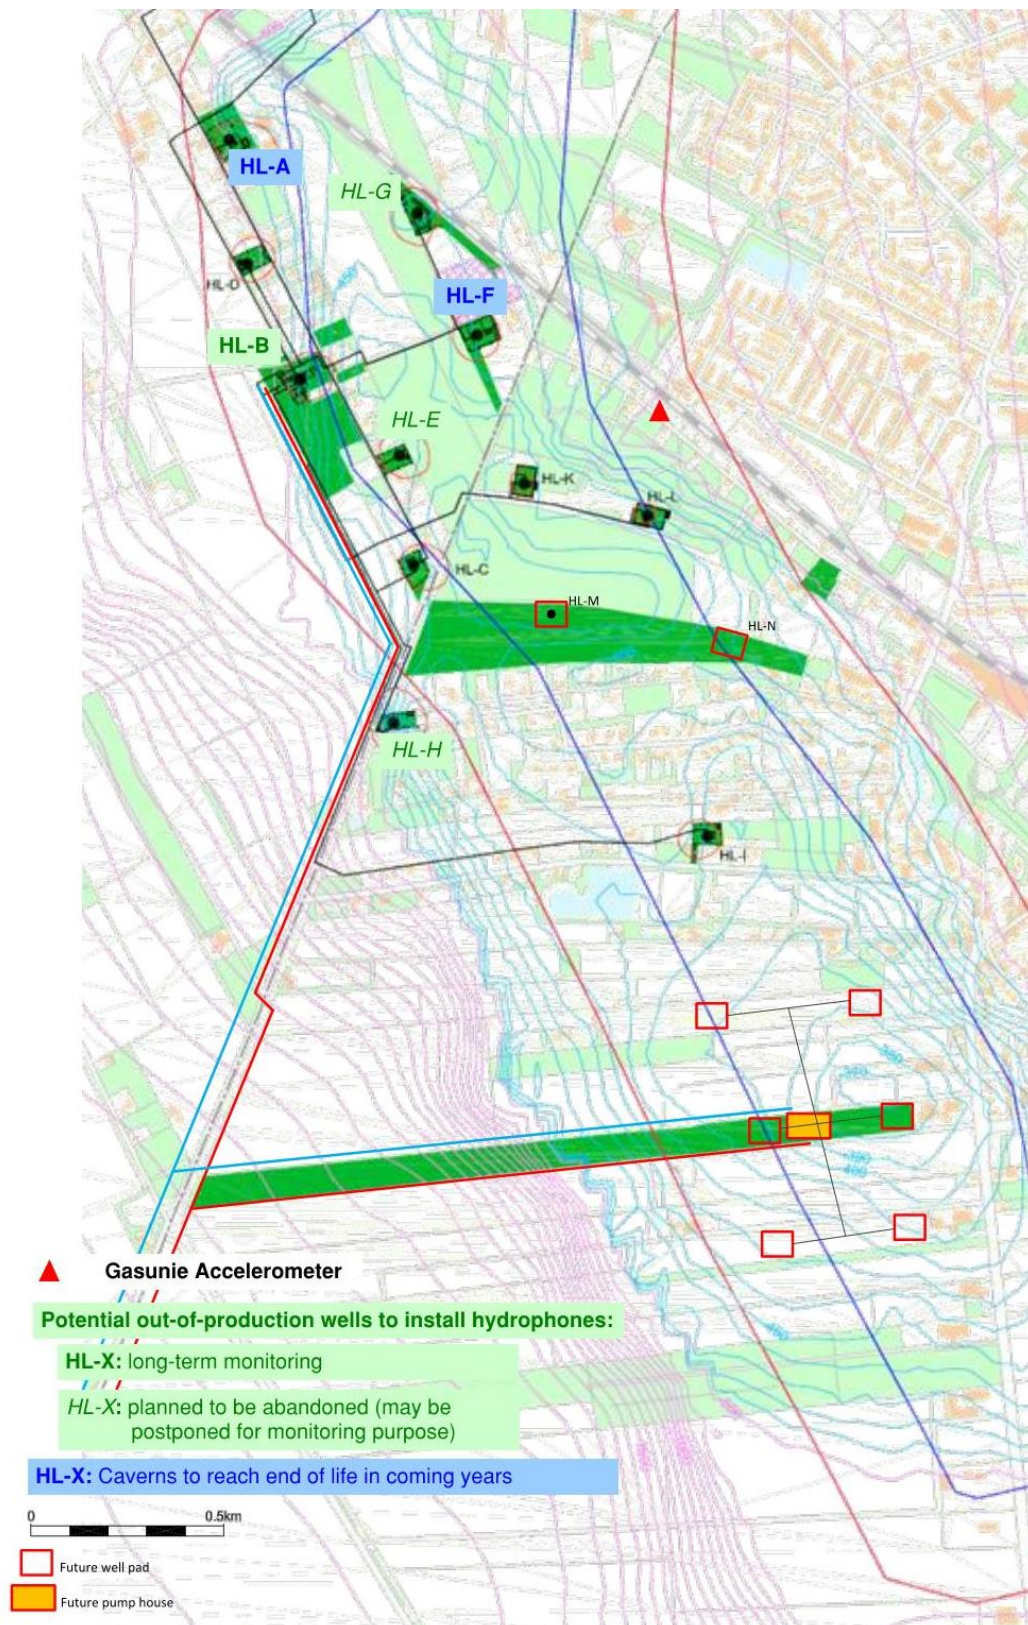 HL-A
HL-G
HL-D
HL-F
HL-B
HL-E
HL-K
HL-L
HL-C
HL-M
HL-N
HL-H
HL-I
Gasunie Accelerometer
Potential out-of-production wells to install hydrophones:
HL-X: long-term monitoring
HL-X: planned to be abandoned (may be
postponed for monitoring purpose)
HL-X: Caverns to reach end of life in coming years
0 0.5km
Future well pad
Future pump house